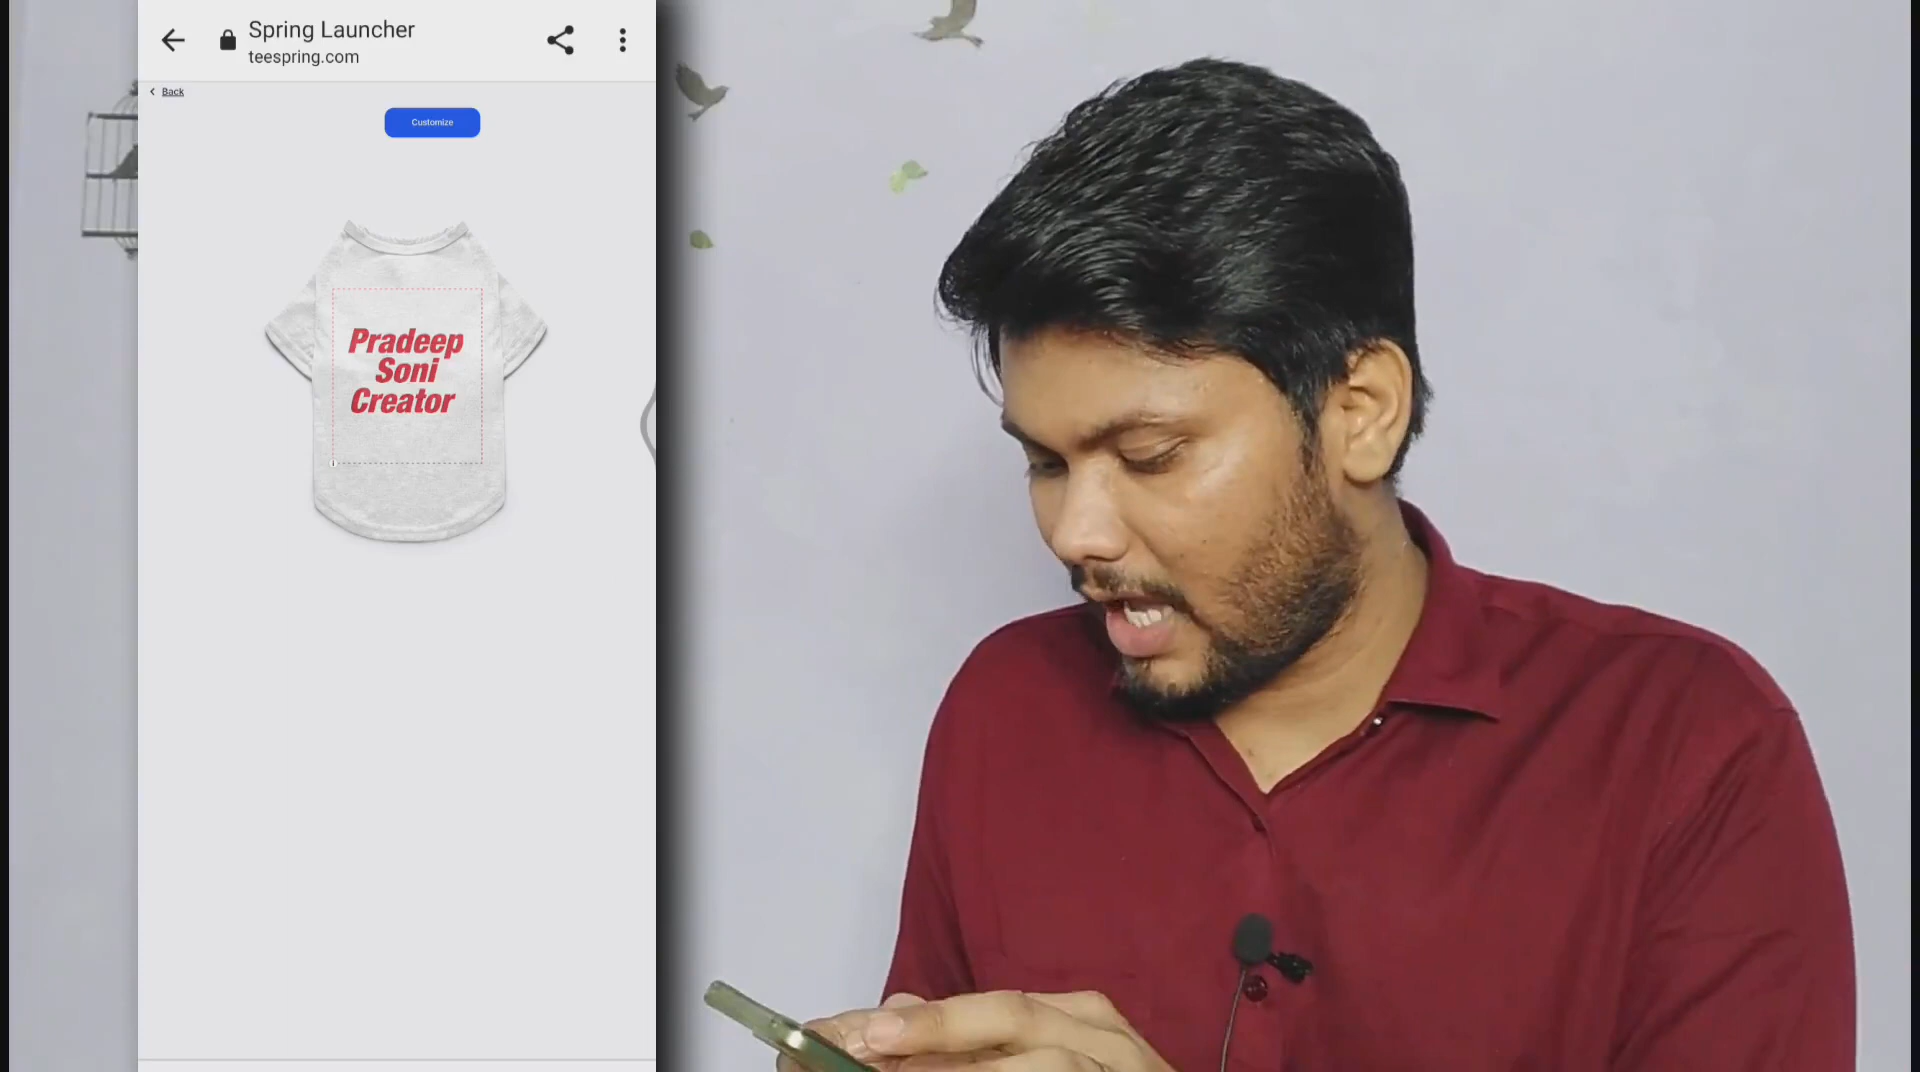 Spring Launcher
teespring.com
Back
Customize
Pradeep
Soni
Creator